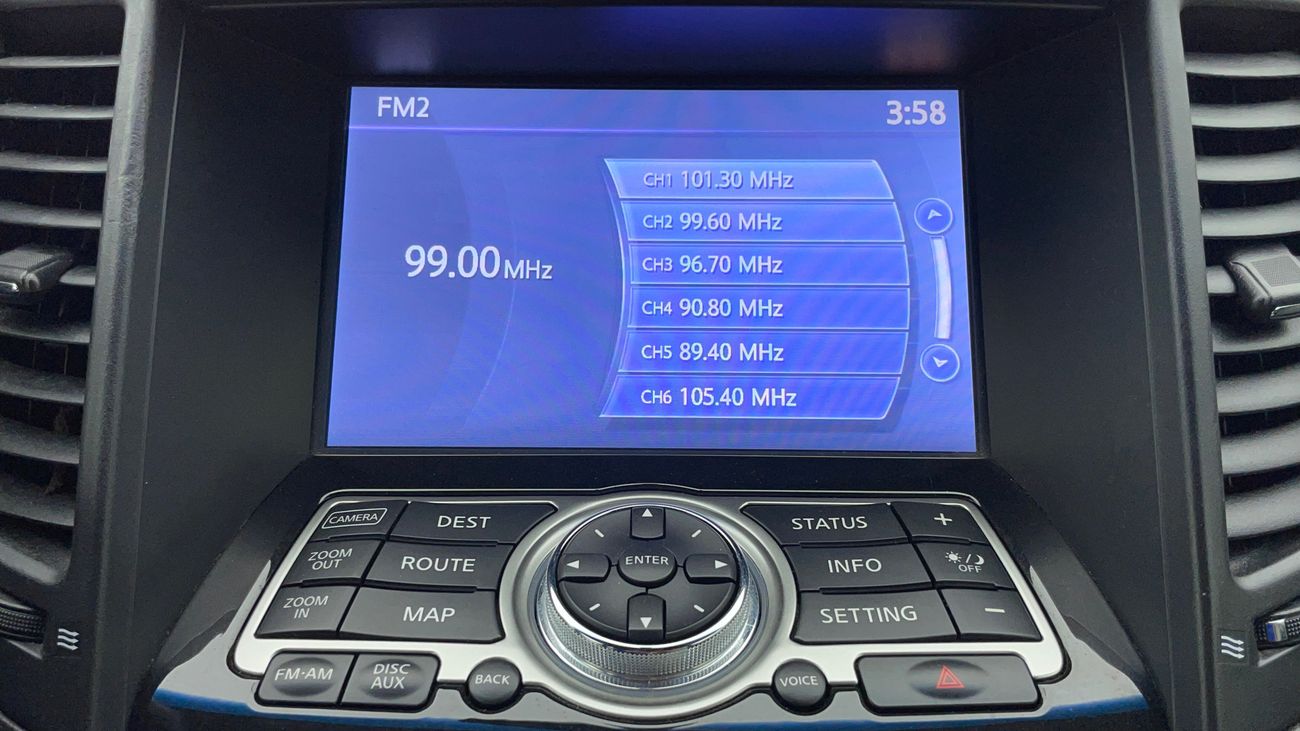 FM2
3:58
99.00 MHz
CH1 101.30 MHz
CH2 99.60 MHz
CH3 96.70 MHz
CH4 90.80 MHz
CH5 89.40 MHz
CH6 105.40 MHz
CAMERA
DEST
STATUS
+
ZOOM
OUT
ROUTE
ENTER
INFO
OFF
ZOOM
IN
MAP
SETTING
−
FM·AM
DISC
AUX
BACK
VOICE